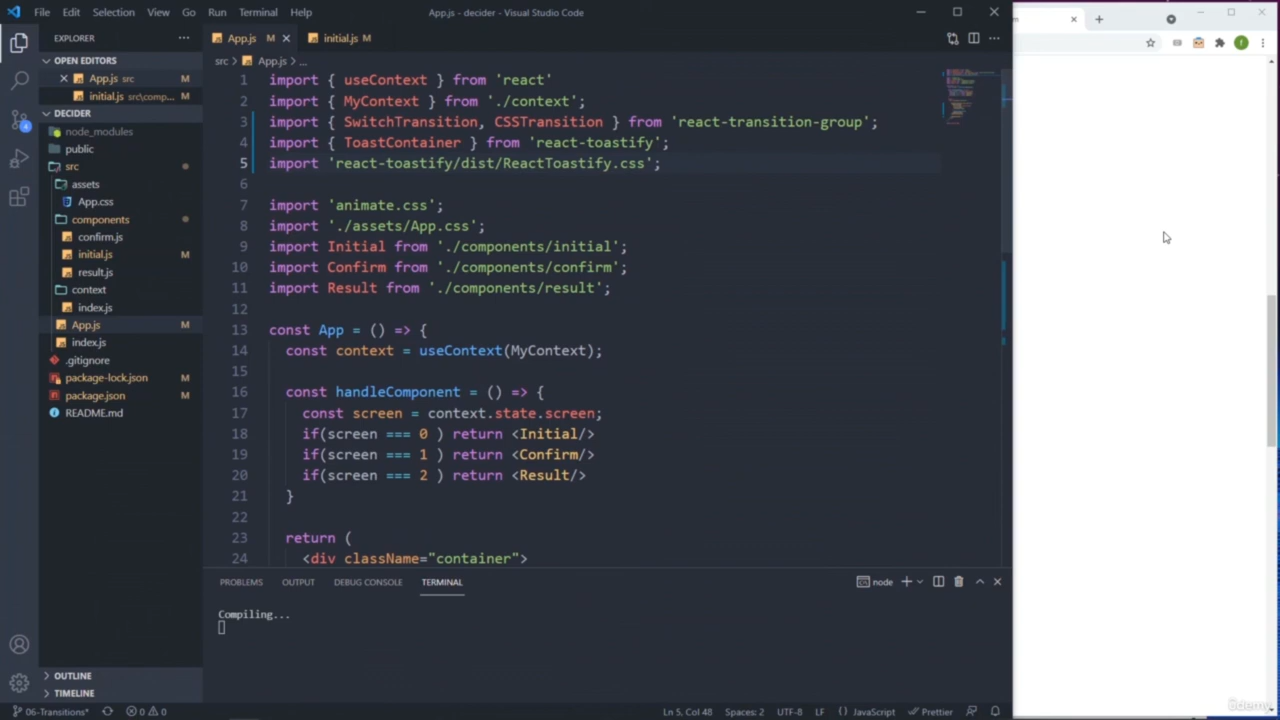 File Edit Selection View Go Run Terminal Help
App.js - decider - Visual Studio Code
EXPLORER
OPEN EDITORS
App.js src M
initial.js src\comp... M
DECIDER
node_modules
public
src
assets
App.css
components
confirm.js
initial.js M
result.js
context
index.js
App.js M
index.js
.gitignore
package-lock.json M
package.json M
README.md
OUTLINE
TIMELINE
App.js M
initial.js M
src > App.js > ...
1 import { useContext } from 'react'
2 import { MyContext } from './context';
3 import { SwitchTransition, CSSTransition } from 'react-transition-group';
4 import { ToastContainer } from 'react-toastify';
5 import 'react-toastify/dist/ReactToastify.css';
6
7 import 'animate.css';
8 import './assets/App.css';
9 import Initial from './components/initial';
10 import Confirm from './components/confirm';
11 import Result from './components/result';
12
13 const App = () => {
14 const context = useContext(MyContext);
15
16 const handleComponent = () => {
17 const screen = context.state.screen;
18 if(screen === 0 ) return <Initial/>
19 if(screen === 1 ) return <Confirm/>
20 if(screen === 2 ) return <Result/>
21 }
22
23 return (
24 <div className="container">
PROBLEMS OUTPUT DEBUG CONSOLE TERMINAL
node
Compiling...
06-Transitions* 0 0
Ln 5, Col 48 Spaces: 2 UTF-8 LF {} JavaScript Prettier
ûdemy